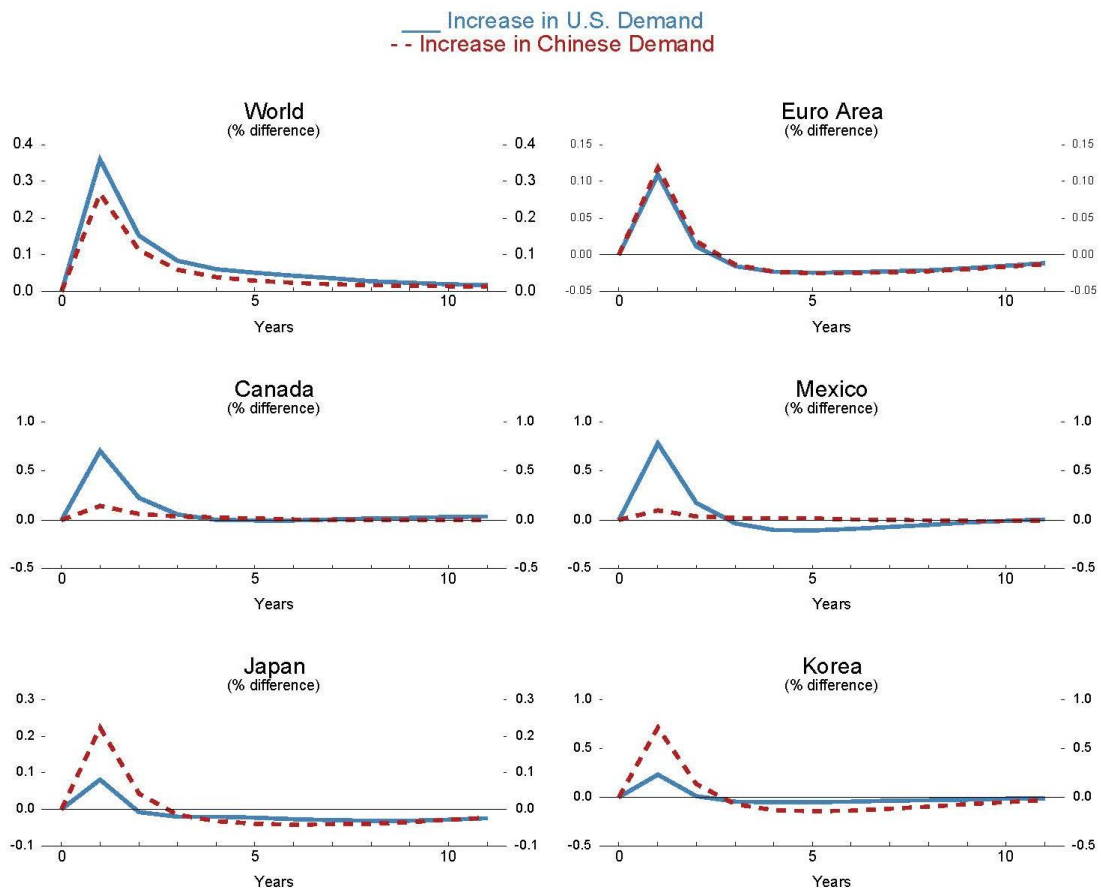 Increase in U.S. Demand
Increase in Chinese Demand
World
(% difference)
0.4 0.4
0.3 0.3
0.2 0.2
0.1 0.1
0.0 0.0
0 5 10
Years
Euro Area
(% difference)
0.15 0.15
0.10 0.10
0.05 0.05
0.00 0.00
-0.05 -0.05
0 5 10
Years
Canada
(% difference)
1.0 1.0
0.5 0.5
0.0 0.0
-0.5 -0.5
0 5 10
Years
Mexico
(% difference)
1.0 1.0
0.5 0.5
0.0 0.0
-0.5 -0.5
0 5 10
Years
Japan
(% difference)
0.3 0.3
0.2 0.2
0.1 0.1
0.0 0.0
-0.1 -0.1
0 5 10
Years
Korea
(% difference)
1.0 1.0
0.5 0.5
0.0 0.0
-0.5 -0.5
0 5 10
Years